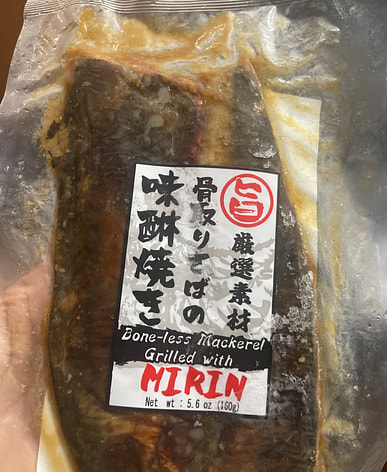 旨
厳選素材
骨取りさばの
味醂焼き
Bone-less Mackerel
Grilled with
MIRIN
Net wt : 5.6 oz (160g)